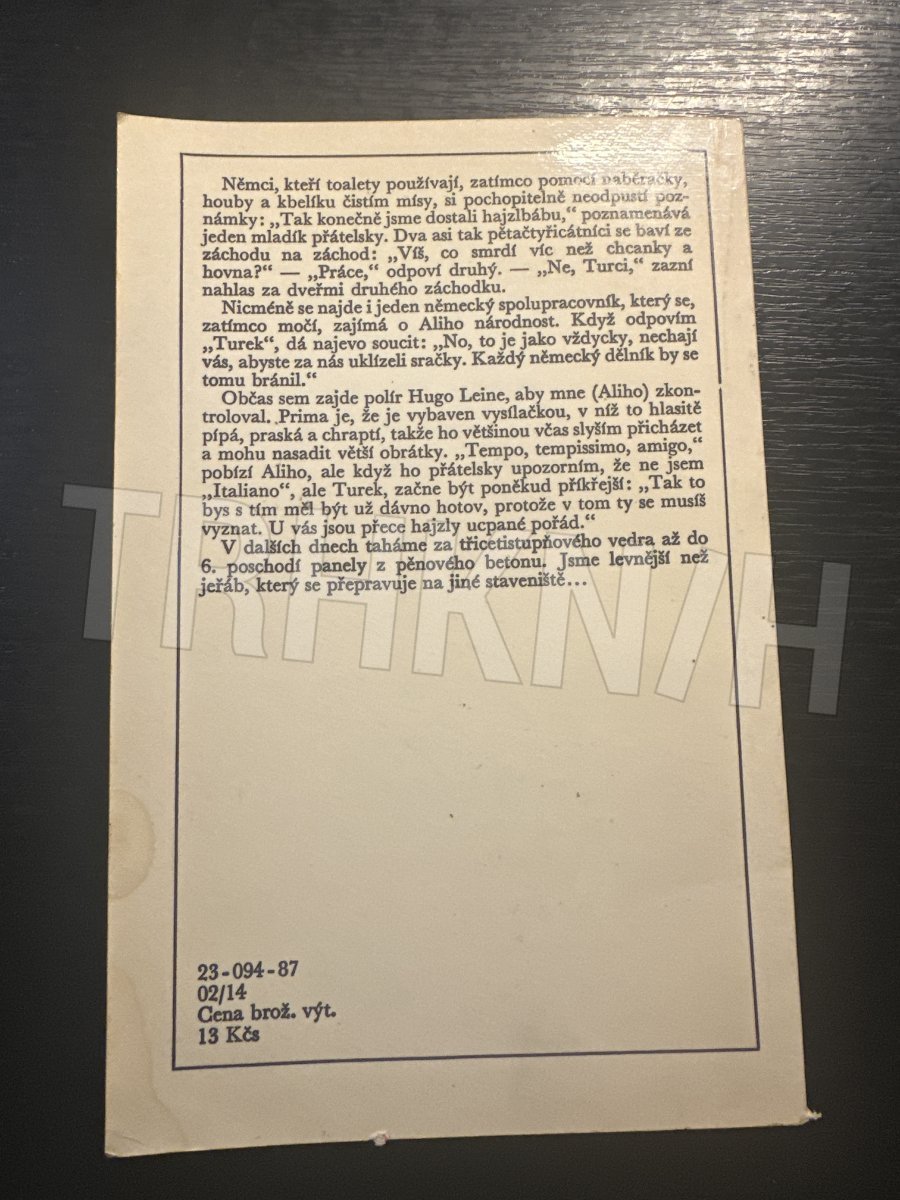 Němci, kteří toalety používají, zatímco pomocí naběračky,
houby a kbelíku čistím mísy, si pochopitelně neodpustí poz-
námky: „Tak konečně jsme dostali hajzlbábu,“ poznamenává
jeden mladík přátelsky. Dva asi tak pětačtyřicátníci se baví ze
záchodu na záchod: „Víš, co smrdí víc než chcanky a
hovna?“ — „Práce,“ odpoví druhý. — „Ne, Turci,“ zazní
nahlas za dveřmi druhého záchodku.
Nicméně se najde i jeden německý spolupracovník, který se,
zatímco močí, zajímá o Aliho národnost. Když odpovím
„Turek“, dá najevo soucit: „No, to je jako vždycky, nechají
vás, abyste za nás uklízeli sračky. Každý německý dělník by se
tomu bránil.“
Občas sem zajde polír Hugo Leine, aby mne (Aliho) zkon-
troloval. Prima je, že je vybaven vysílačkou, v níž to hlasitě
pípá, praská a chraptí, takže ho většinou včas slyším přicházet
a mohu nasadit větší obrátky. „Tempo, tempissimo, amigo,“
pobízí Aliho, ale když ho přátelsky upozorním, že ne jsem
„Italiano“, ale Turek, začne být poněkud příkřejší: „Tak to
bys s tím měl být už dávno hotov, protože v tom ty se musíš
vyznat. U vás jsou přece hajzly ucpané pořád.“
V dalších dnech taháme za třicetistupňového vedra až do
6. poschodí panely z pěnového betonu. Jsme levnější než
jeřáb, který se přepravuje na jiné staveniště...
TRHKNIH
23-094-87
02/14
Cena brož. výt.
13 Kčs